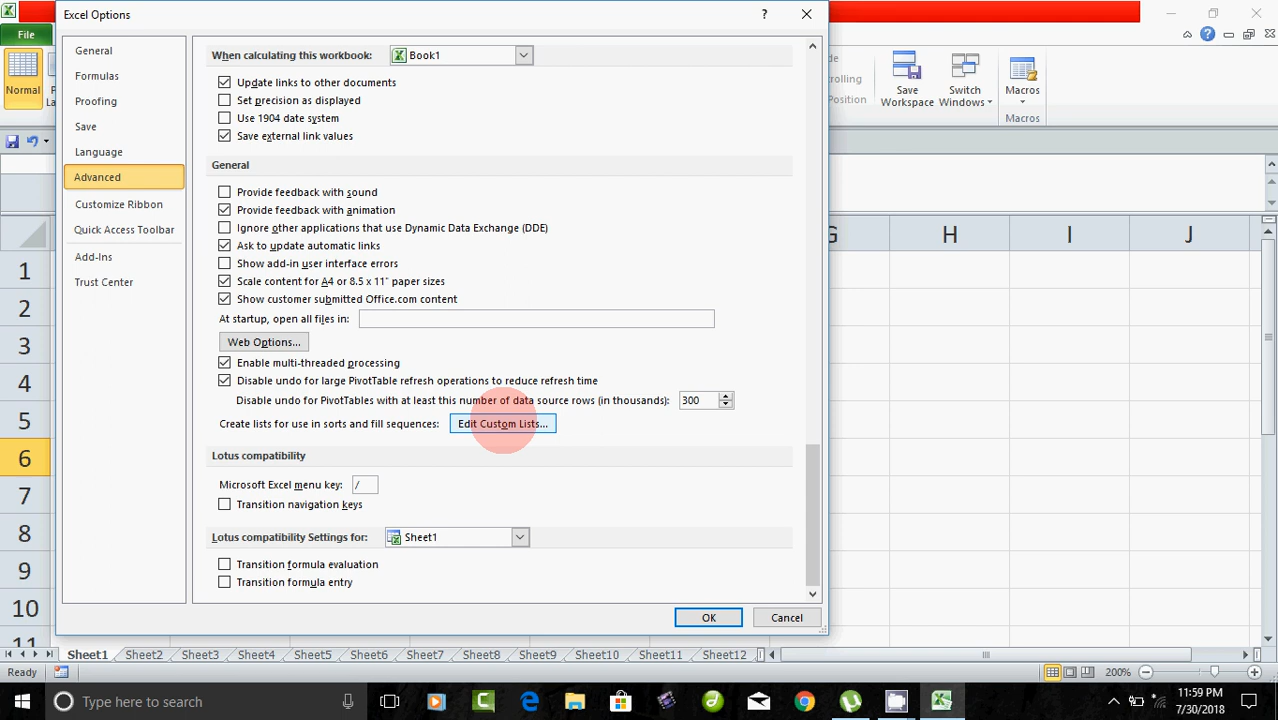 Excel Options
File
General
Formulas
Proofing
Save
Language
Advanced
Customize Ribbon
Quick Access Toolbar
Add-Ins
Trust Center
When calculating this workbook: Book1
Update links to other documents
Set precision as displayed
Use 1904 date system
Save external link values
General
Provide feedback with sound
Provide feedback with animation
Ignore other applications that use Dynamic Data Exchange (DDE)
Ask to update automatic links
Show add-in user interface errors
Scale content for A4 or 8.5 x 11" paper sizes
Show customer submitted Office.com content
At startup, open all files in:
Web Options...
Enable multi-threaded processing
Disable undo for large PivotTable refresh operations to reduce refresh time
Disable undo for PivotTables with at least this number of data source rows (in thousands): 300
Create lists for use in sorts and fill sequences: Edit Custom Lists...
Lotus compatibility
Microsoft Excel menu key: /
Transition navigation keys
Lotus compatibility Settings for: Sheet1
Transition formula evaluation
Transition formula entry
OK Cancel
Normal
Save Workspace
Switch Windows
Macros
Macros
G H I J
1
2
3
4
5
6
7
8
9
10
11
Sheet1 Sheet2 Sheet3 Sheet4 Sheet5 Sheet6 Sheet7 Sheet8 Sheet9 Sheet10 Sheet11 Sheet12
Ready 200%
Type here to search
11:59 PM
7/30/2018